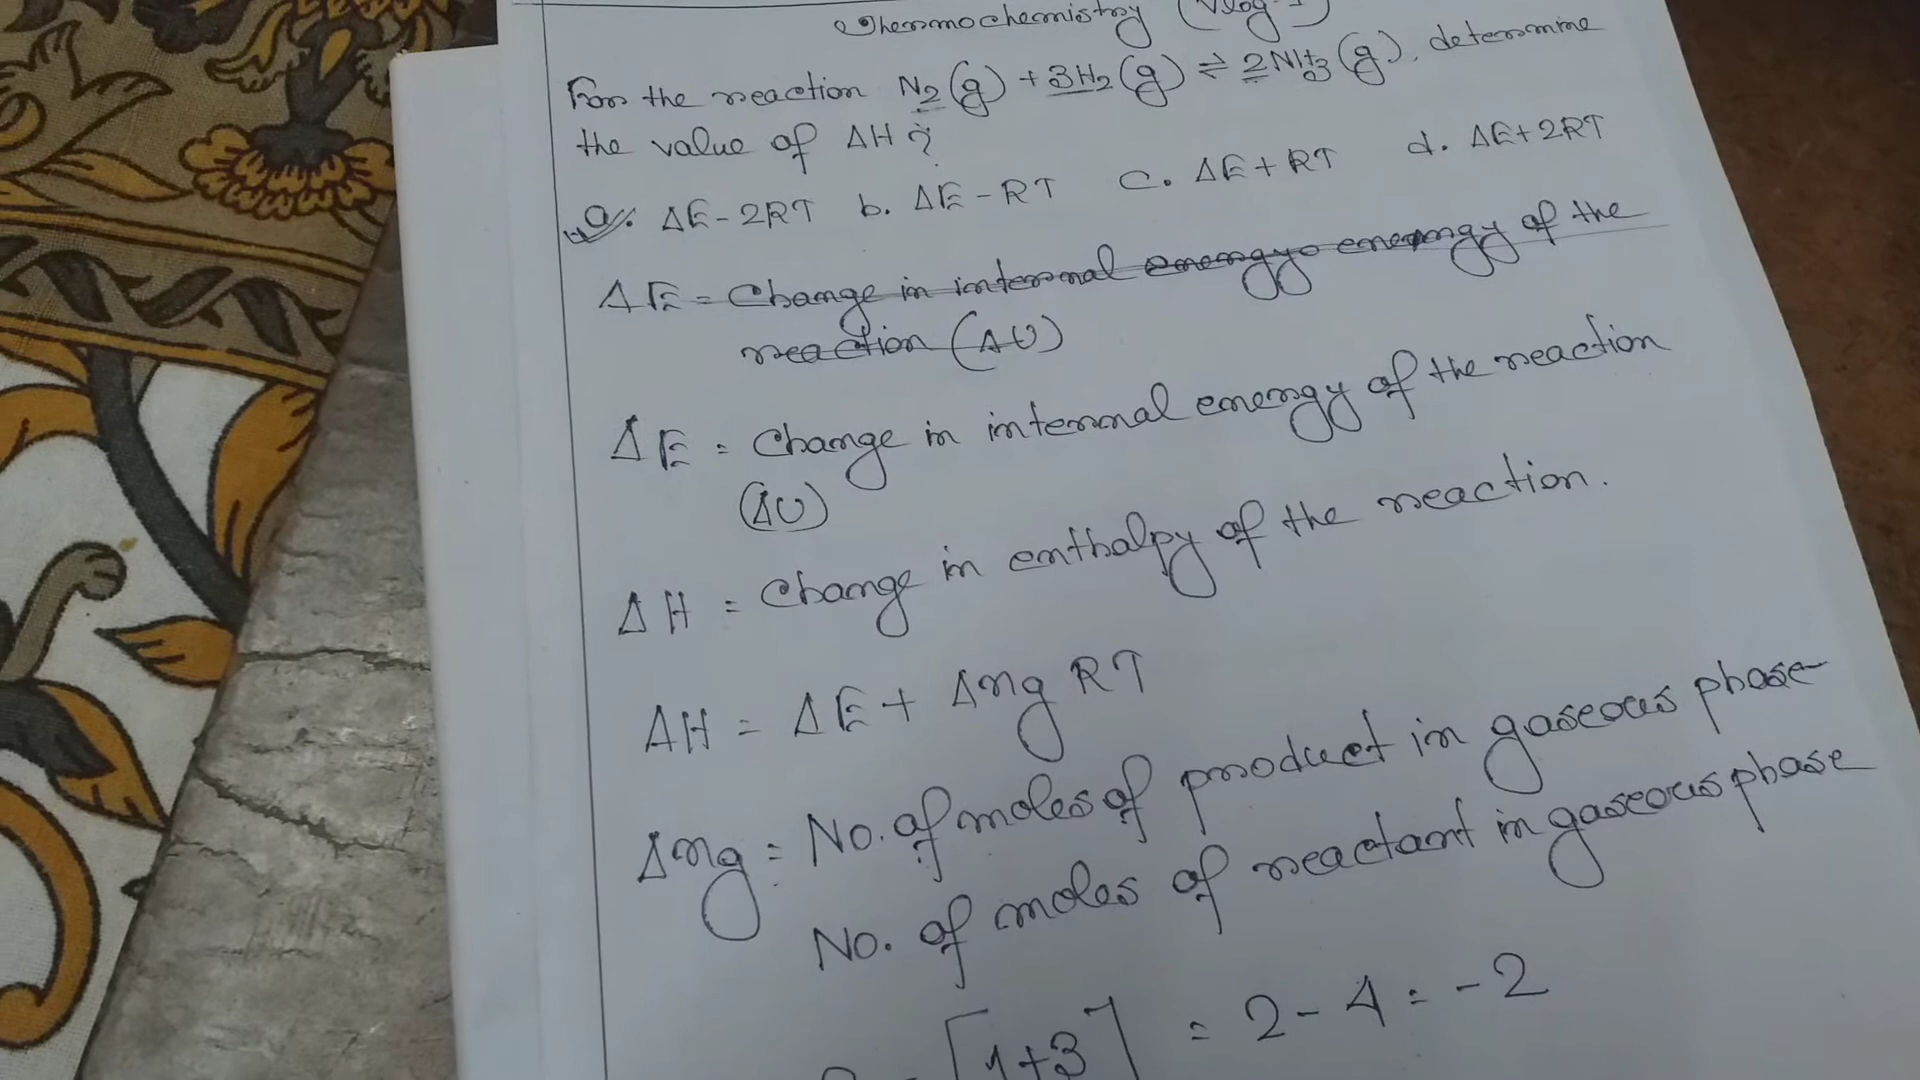 Thermochemistry (Vlog-1)
For the reaction N2(g) + 3H2(g) ⇌ 2NH3(g), determine
the value of ΔH?
a. ΔE - 2RT b. ΔE - RT c. ΔE + RT d. ΔE + 2RT
ΔE = Change in internal energy energy of the
reaction (ΔU)
ΔE = Change in internal energy of the reaction
(ΔU)
ΔH = Change in enthalpy of the reaction.
ΔH = ΔE + Δng RT
Δng = No. of moles of product in gaseous phase
No. of moles of reactant in gaseous phase
[1+3] = 2 - 4 = -2